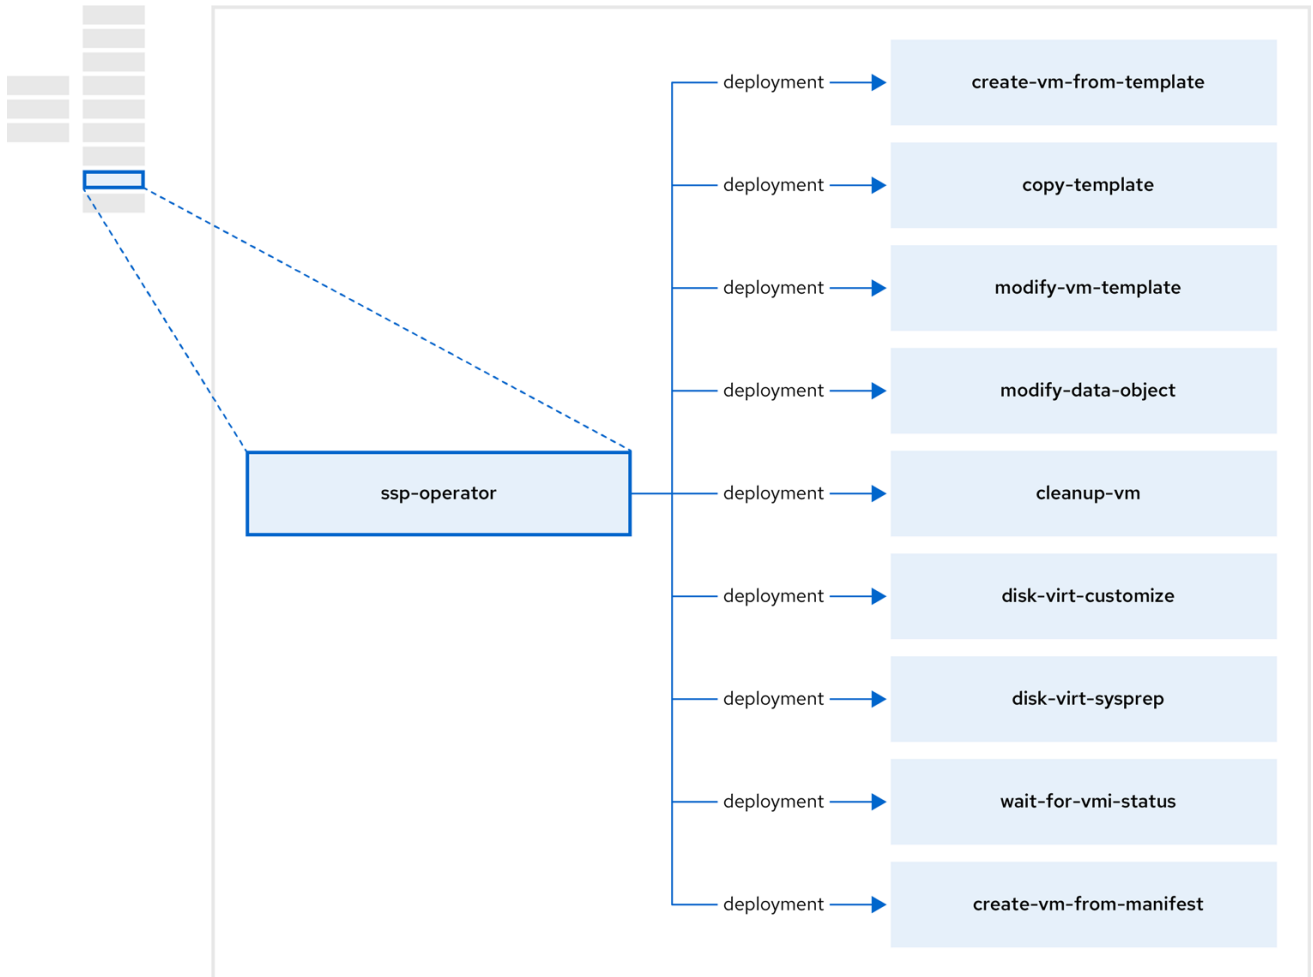 deployment
create-vm-from-template
deployment
copy-template
deployment
modify-vm-template
deployment
modify-data-object
ssp-operator
deployment
cleanup-vm
deployment
disk-virt-customize
deployment
disk-virt-sysprep
deployment
wait-for-vmi-status
deployment
create-vm-from-manifest